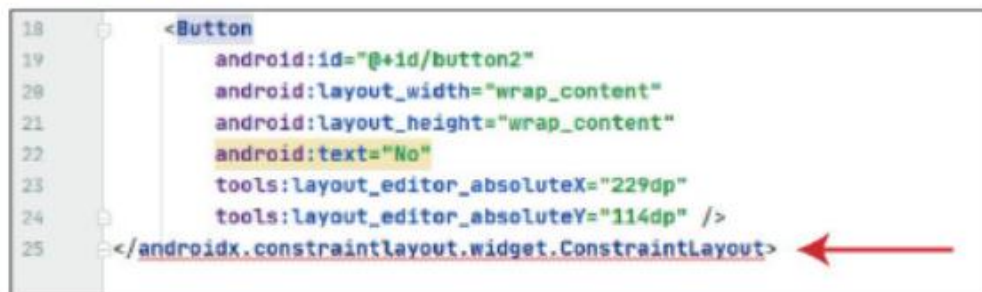 18 <Button
19 android:id="@+id/button2"
20 android:layout_width="wrap_content"
21 android:layout_height="wrap_content"
22 android:text="No"
23 tools:layout_editor_absoluteX="229dp"
24 tools:layout_editor_absoluteY="114dp" />
25 </androidx.constraintlayout.widget.ConstraintLayout>